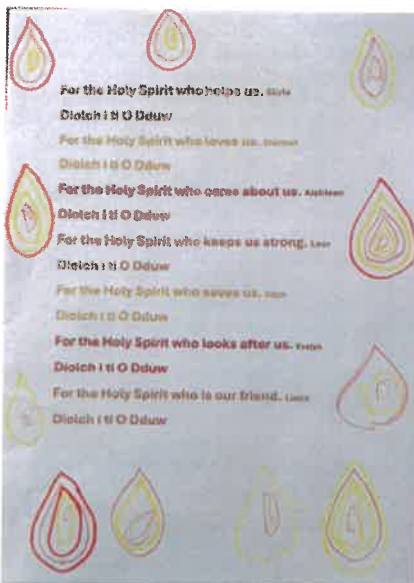 For the Holy Spirit who helps us.
Diolch i ti O Dduw
For the Holy Spirit who loves us.
Diolch i ti O Dduw
For the Holy Spirit who cares about us.
Diolch i ti O Dduw
For the Holy Spirit who keeps us strong.
Diolch i ti O Dduw
For the Holy Spirit who saves us.
Diolch i ti O Dduw
For the Holy Spirit who looks after us.
Diolch i ti O Dduw
For the Holy Spirit who is our friend.
Diolch i ti O Dduw